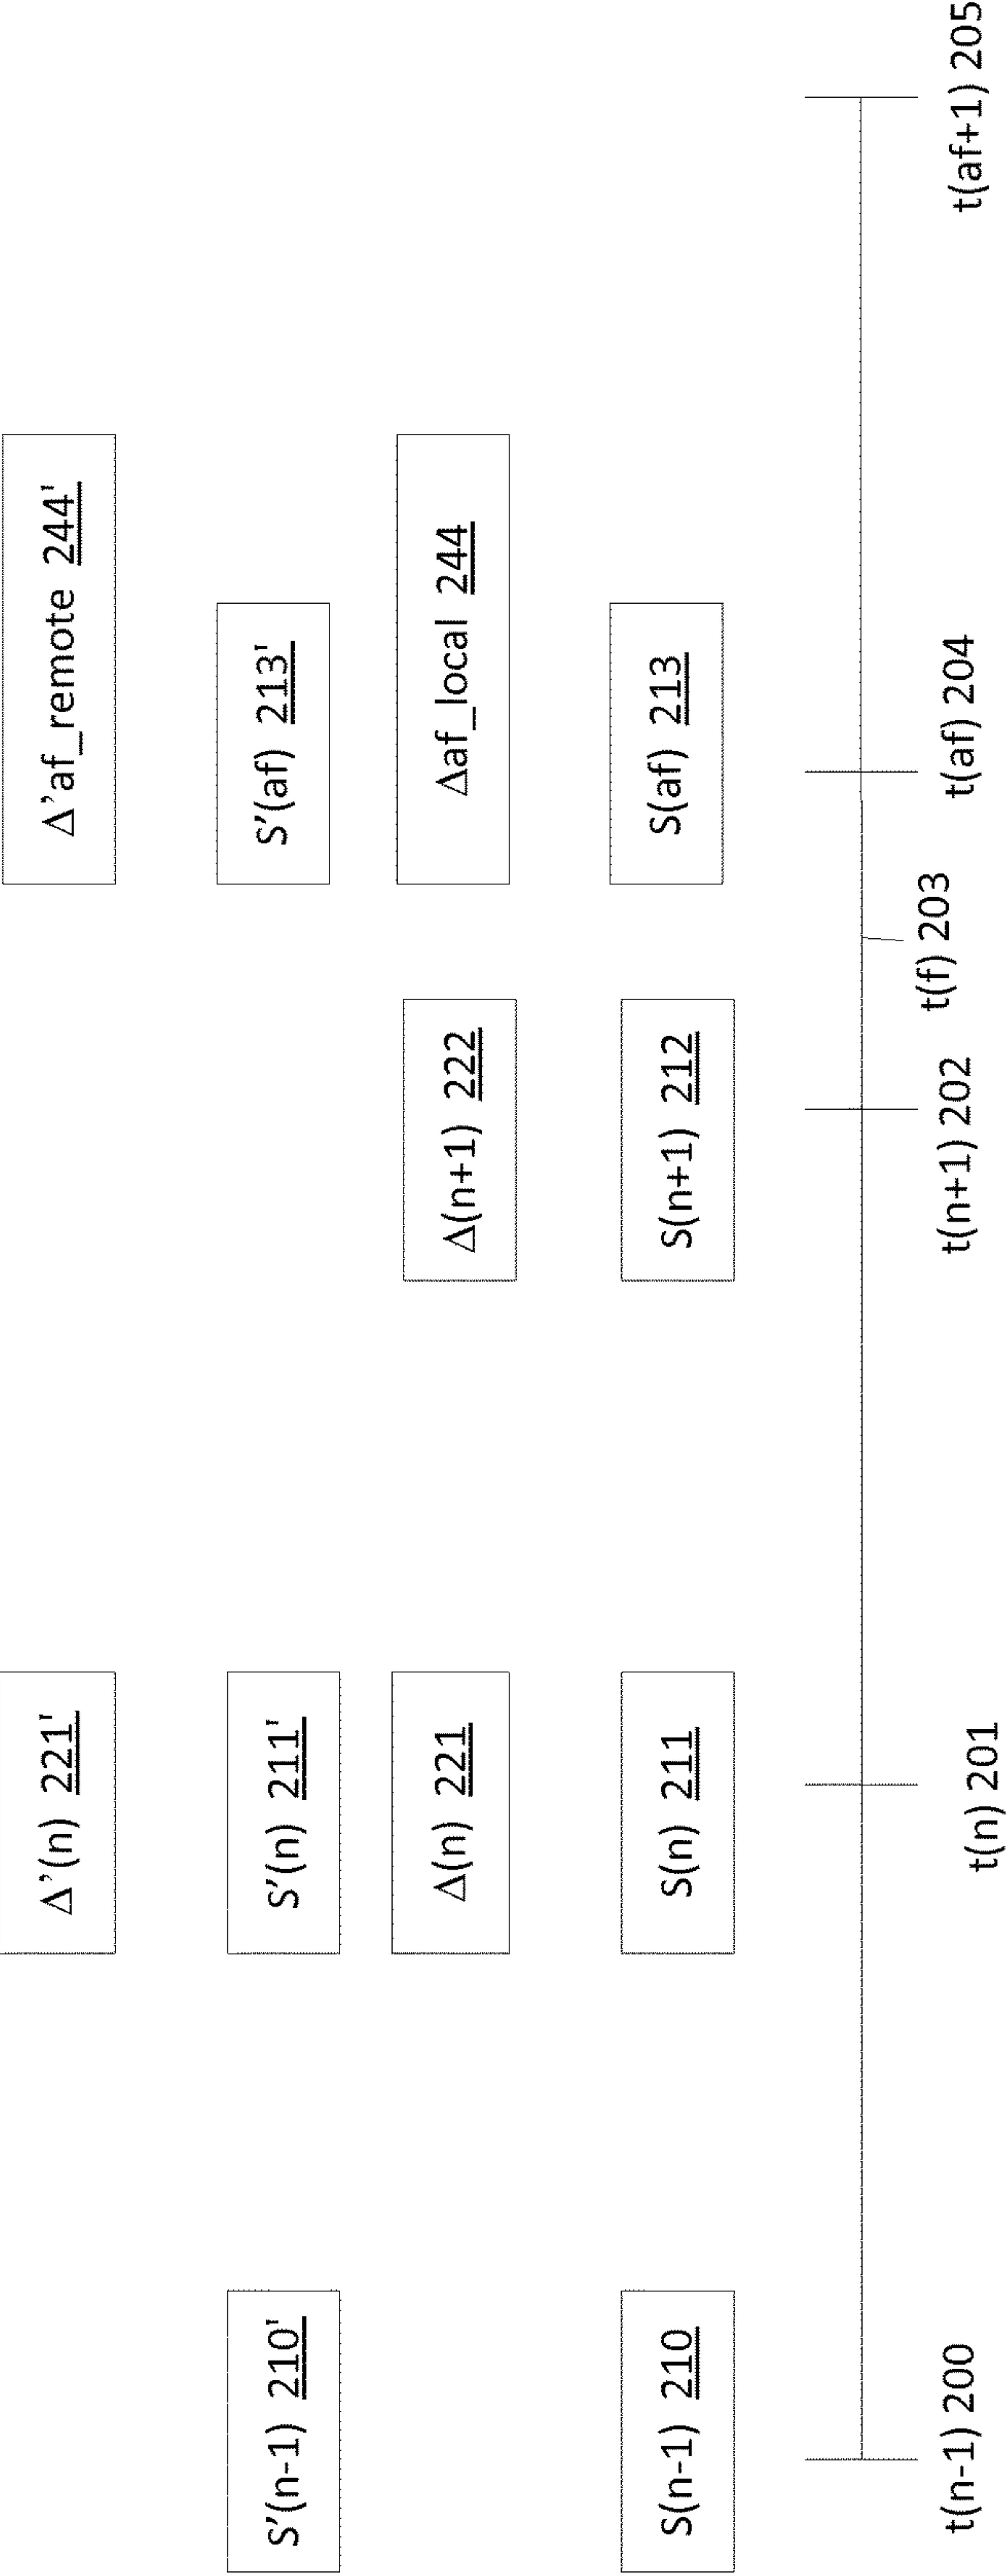 Δ’(n) 221'
Δ’af_remote 244'
S’(n-1) 210'
S’(n) 211'
S’(af) 213'
Δ(n) 221
Δ(n+1) 222
Δaf_local 244
S(n-1) 210
S(n) 211
S(n+1) 212
S(af) 213
t(n-1) 200
t(n) 201
t(n+1) 202
t(f) 203
t(af) 204
t(af+1) 205